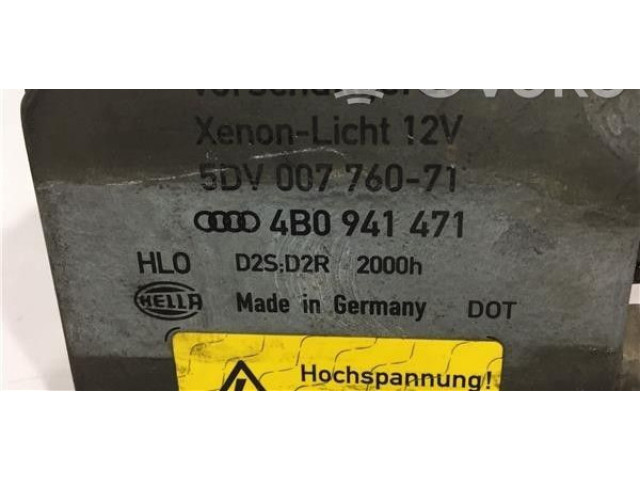 Xenon-Licht 12V
5DV 007 760-71
4B0 941 471
HLO D2S;D2R 2000h
HELLA Made in Germany DOT
Hochspannung!